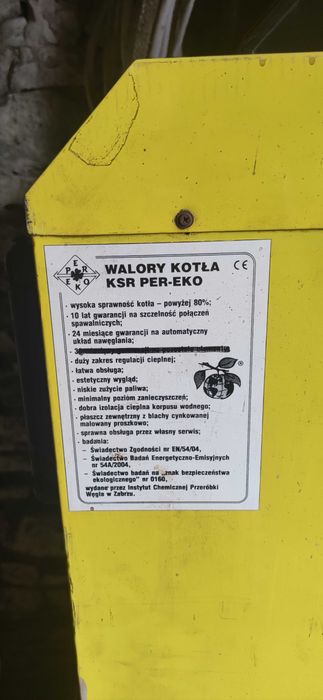 PER
EKO
WALORY KOTŁA CE
KSR PER-EKO
· wysoka sprawność kotła – powyżej 80%;
· 10 lat gwarancji na szczelność połączeń
spawalniczych;
· 24 miesiące gwarancji na automatyczny
układ nawęglania;
· duży zakres regulacji cieplnej;
· łatwa obsługa;
· estetyczny wygląd;
· niskie zużycie paliwa;
· minimalny poziom zanieczyszczeń;
· dobra izolacja cieplna korpusu wodnego;
· płaszcz zewnętrzny z blachy cynkowanej
malowany proszkowo;
· sprawna obsługa przez własny serwis;
· badania:
– Świadectwo Zgodności nr EN/54/04,
– Świadectwo Badań Energetyczno-Emisyjnych
nr 54A/2004,
– Świadectwo badań na „znak bezpieczeństwa
ekologicznego" nr 0160,
wydane przez Instytut Chemicznej Przeróbki
Węgla w Zabrzu.